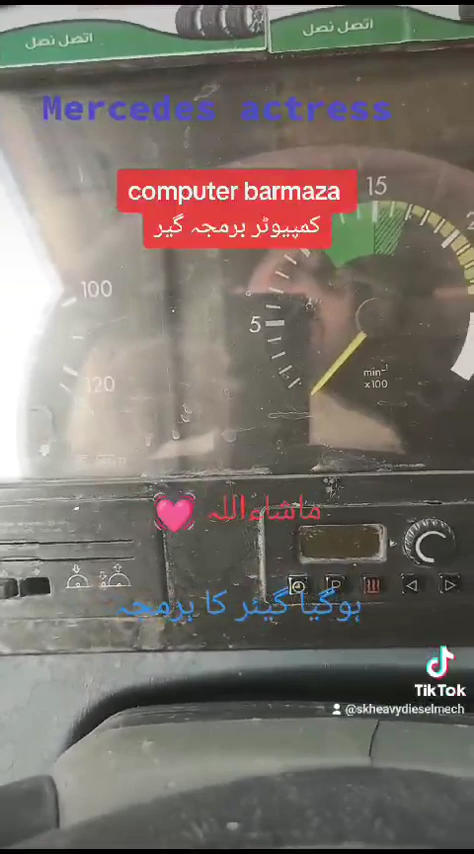 اتصل نصل
اتصل نصل
Mercedes actress
computer barmaza
کمپیوٹر برمجہ گیر
15
100
5
120
min⁻¹
x100
ماشاءاللہ 💓
P
ہوگیا گیئر کا برمجہ
TikTok
@skheavydieselmech